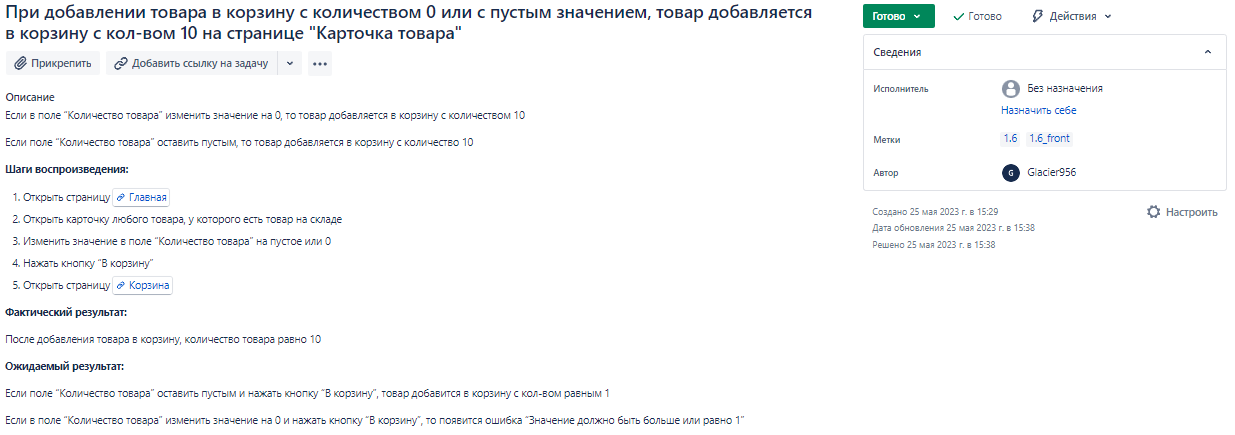 При добавлении товара в корзину с количеством 0 или с пустым значением, товар добавляется
в корзину с кол-вом 10 на странице "Карточка товара"
Прикрепить
Добавить ссылку на задачу
Описание
Если в поле “Количество товара” изменить значение на 0, то товар добавляется в корзину с количеством 10
Если поле “Количество товара” оставить пустым, то товар добавляется в корзину с количество 10
Шаги воспроизведения:
1. Открыть страницу Главная
2. Открыть карточку любого товара, у которого есть товар на складе
3. Изменить значение в поле “Количество товара” на пустое или 0
4. Нажать кнопку “В корзину”
5. Открыть страницу Корзина
Фактический результат:
После добавления товара в корзину, количество товара равно 10
Ожидаемый результат:
Если поле “Количество товара” оставить пустым и нажать кнопку “В корзину”, товар добавится в корзину с кол-вом равным 1
Если в поле “Количество товара” изменить значение на 0 и нажать кнопку “В корзину”, то появится ошибка “Значение должно быть больше или равно 1”
Готово
Готово
Действия
Сведения
Исполнитель
Без назначения
Назначить себе
Метки
1.6
1.6_front
Автор
G
Glacier956
Создано 25 мая 2023 г. в 15:29
Дата обновления 25 мая 2023 г. в 15:38
Решено 25 мая 2023 г. в 15:38
Настроить